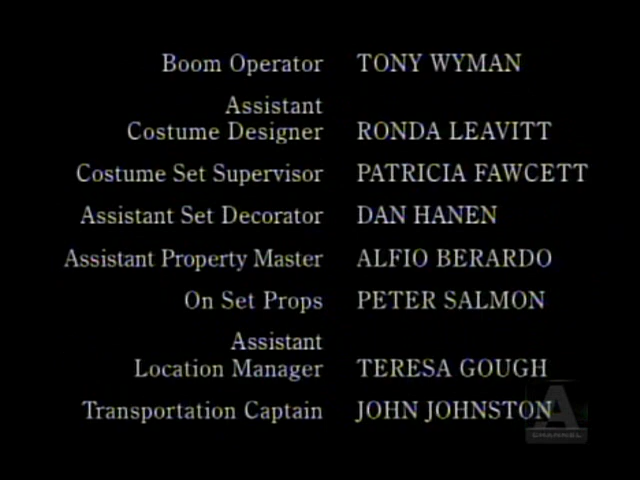 Boom Operator TONY WYMAN
Assistant
Costume Designer RONDA LEAVITT
Costume Set Supervisor PATRICIA FAWCETT
Assistant Set Decorator DAN HANEN
Assistant Property Master ALFIO BERARDO
On Set Props PETER SALMON
Assistant
Location Manager TERESA GOUGH
Transportation Captain JOHN JOHNSTON
A
CHANNEL